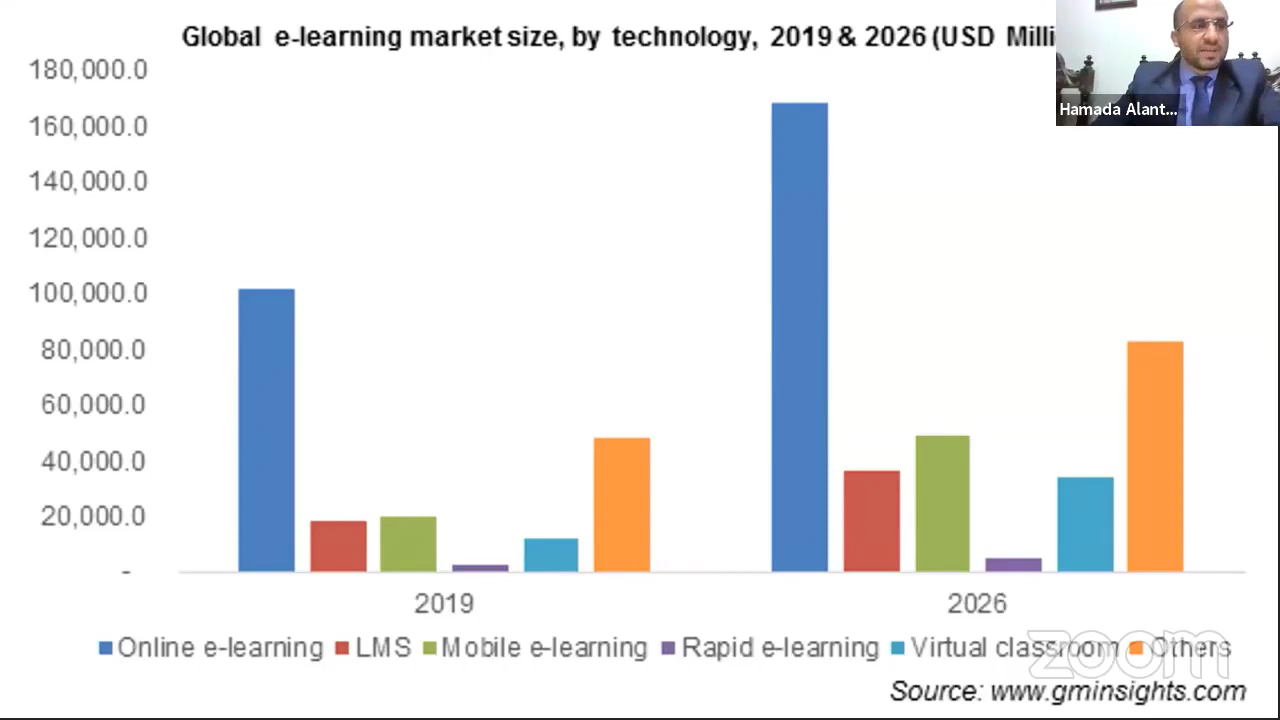 Global e-learning market size, by technology, 2019 & 2026 (USD Milli
Hamada Alant...
180,000.0
160,000.0
140,000.0
120,000.0
100,000.0
80,000.0
60,000.0
40,000.0
20,000.0
-
2019 2026
Online e-learning LMS Mobile e-learning Rapid e-learning Virtual classroom Others
zoom
Source: www.gminsights.com